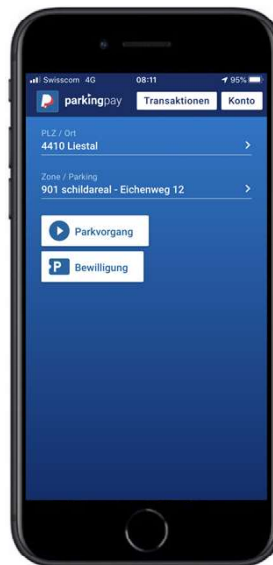 Swisscom 4G 08:11 95%
parkingpay Transaktionen Konto
PLZ / Ort
4410 Liestal
Zone / Parking
901 schildareal - Eichenweg 12
Parkvorgang
P Bewilligung